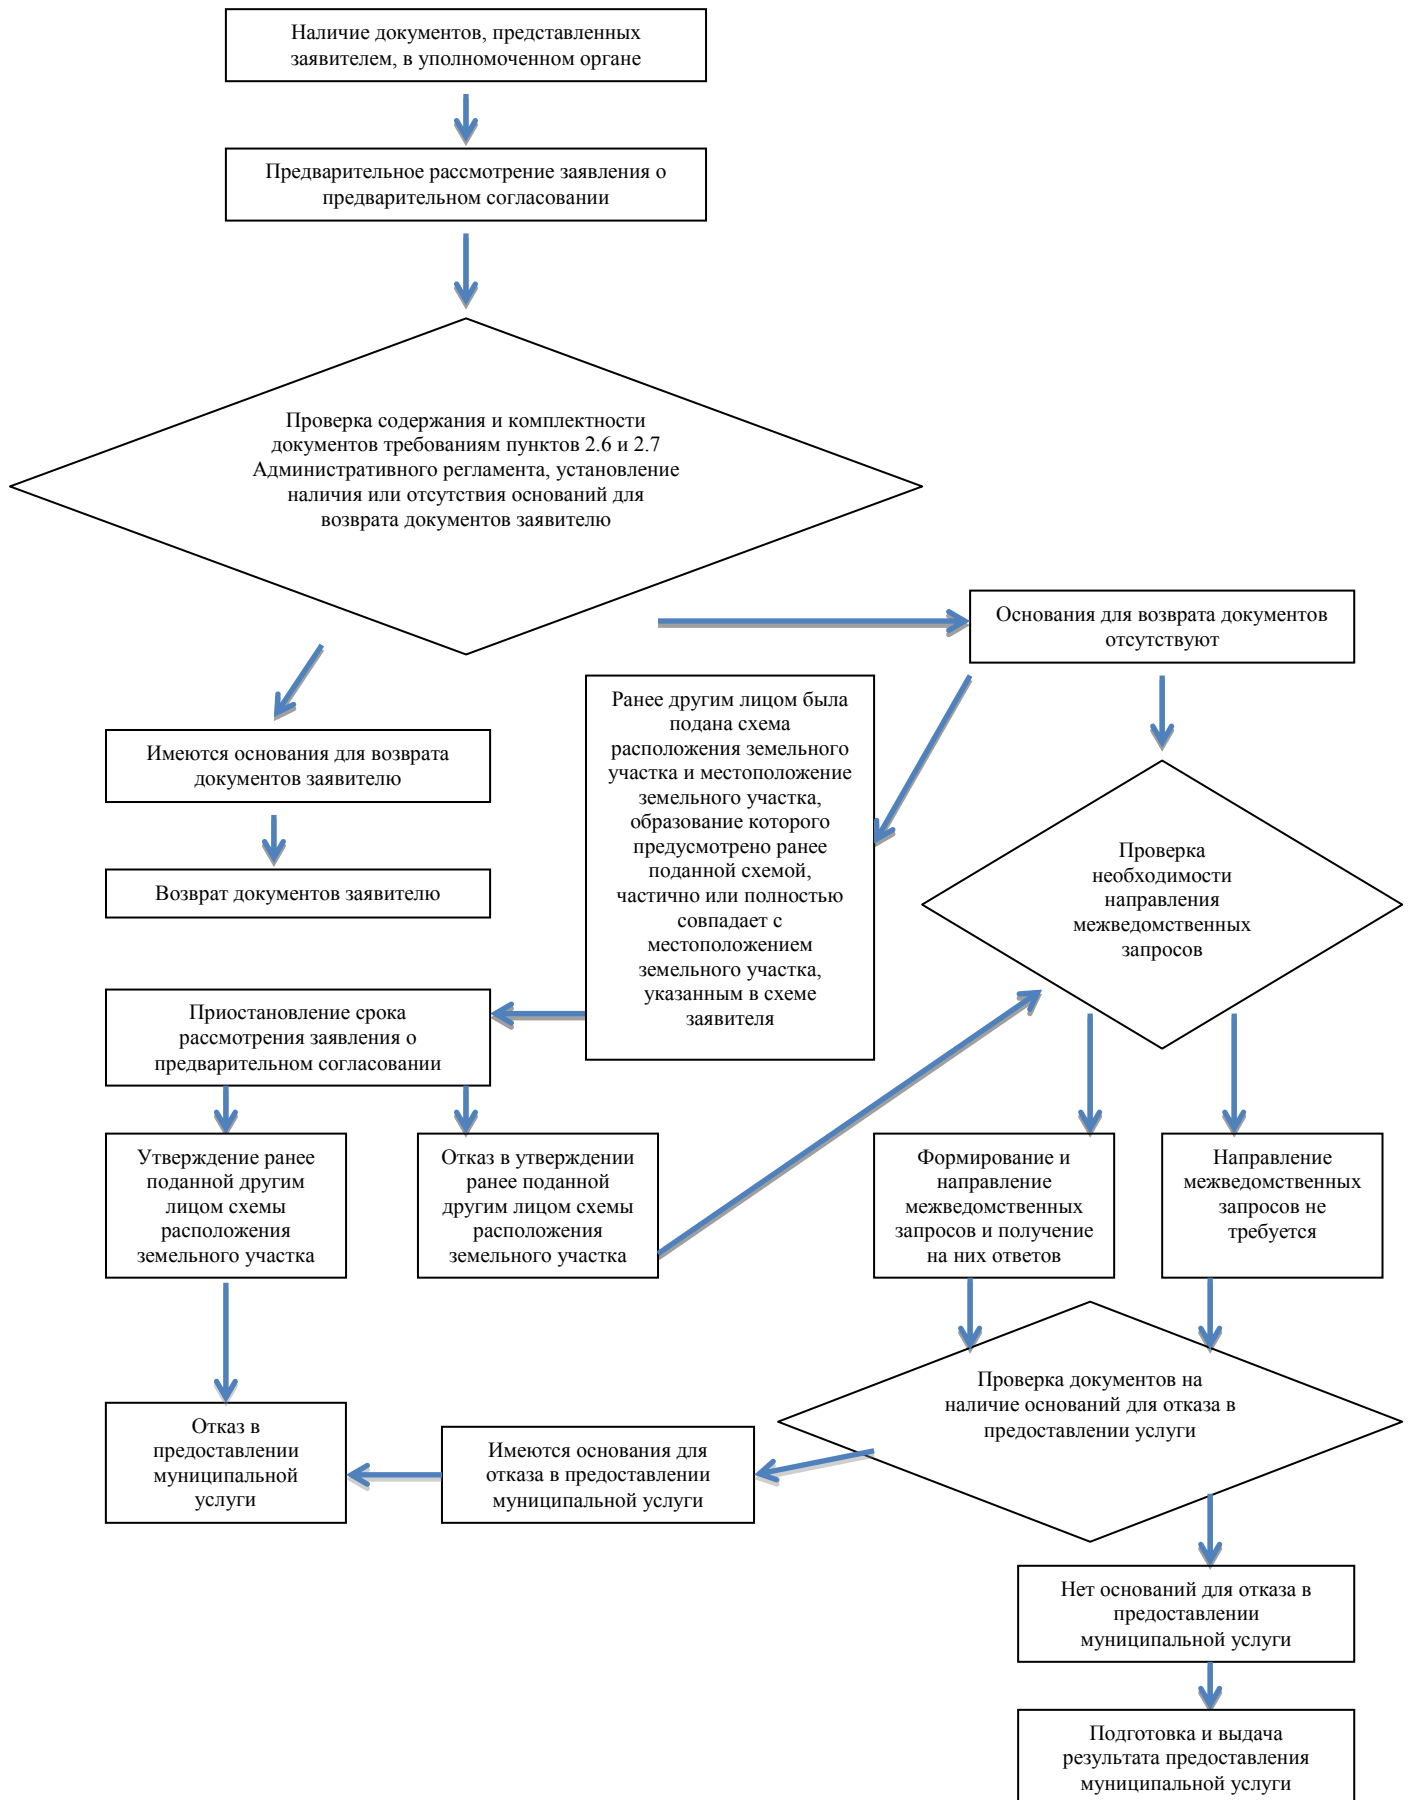 Наличие документов, представленных
заявителем, в уполномоченном органе
Предварительное рассмотрение заявления о
предварительном согласовании
Проверка содержания и комплектности
документов требованиям пунктов 2.6 и 2.7
Административного регламента, установление
наличия или отсутствия оснований для
возврата документов заявителю
Основания для возврата документов
отсутствуют
Имеются основания для возврата
документов заявителю
Возврат документов заявителю
Ранее другим лицом была
подана схема
расположения земельного
участка и местоположение
земельного участка,
образование которого
предусмотрено ранее
поданной схемой,
частично или полностью
совпадает с
местоположением
земельного участка,
указанным в схеме
заявителя
Проверка
необходимости
направления
межведомственных
запросов
Приостановление срока
рассмотрения заявления о
предварительном согласовании
Утверждение ранее
поданной другим
лицом схемы
расположения
земельного участка
Отказ в утверждении
ранее поданной
другим лицом схемы
расположения
земельного участка
Формирование и
направление
межведомственных
запросов и получение
на них ответов
Направление
межведомственных
запросов не
требуется
Проверка документов на
наличие оснований для отказа в
предоставлении услуги
Отказ в
предоставлении
муниципальной
услуги
Имеются основания для
отказа в предоставлении
муниципальной услуги
Нет оснований для отказа в
предоставлении
муниципальной услуги
Подготовка и выдача
результата предоставления
муниципальной услуги